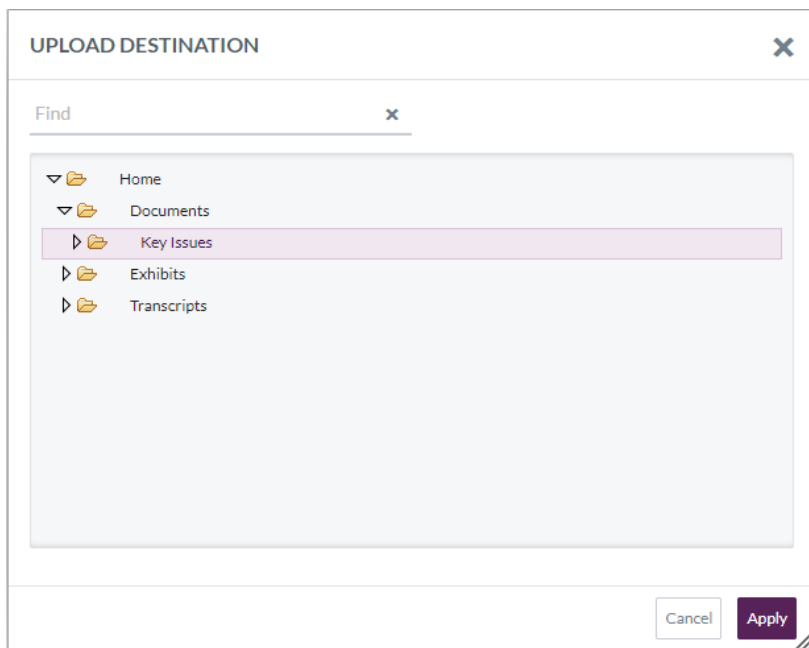 UPLOAD DESTINATION
Find
Home
Documents
Key Issues
Exhibits
Transcripts
Cancel Apply